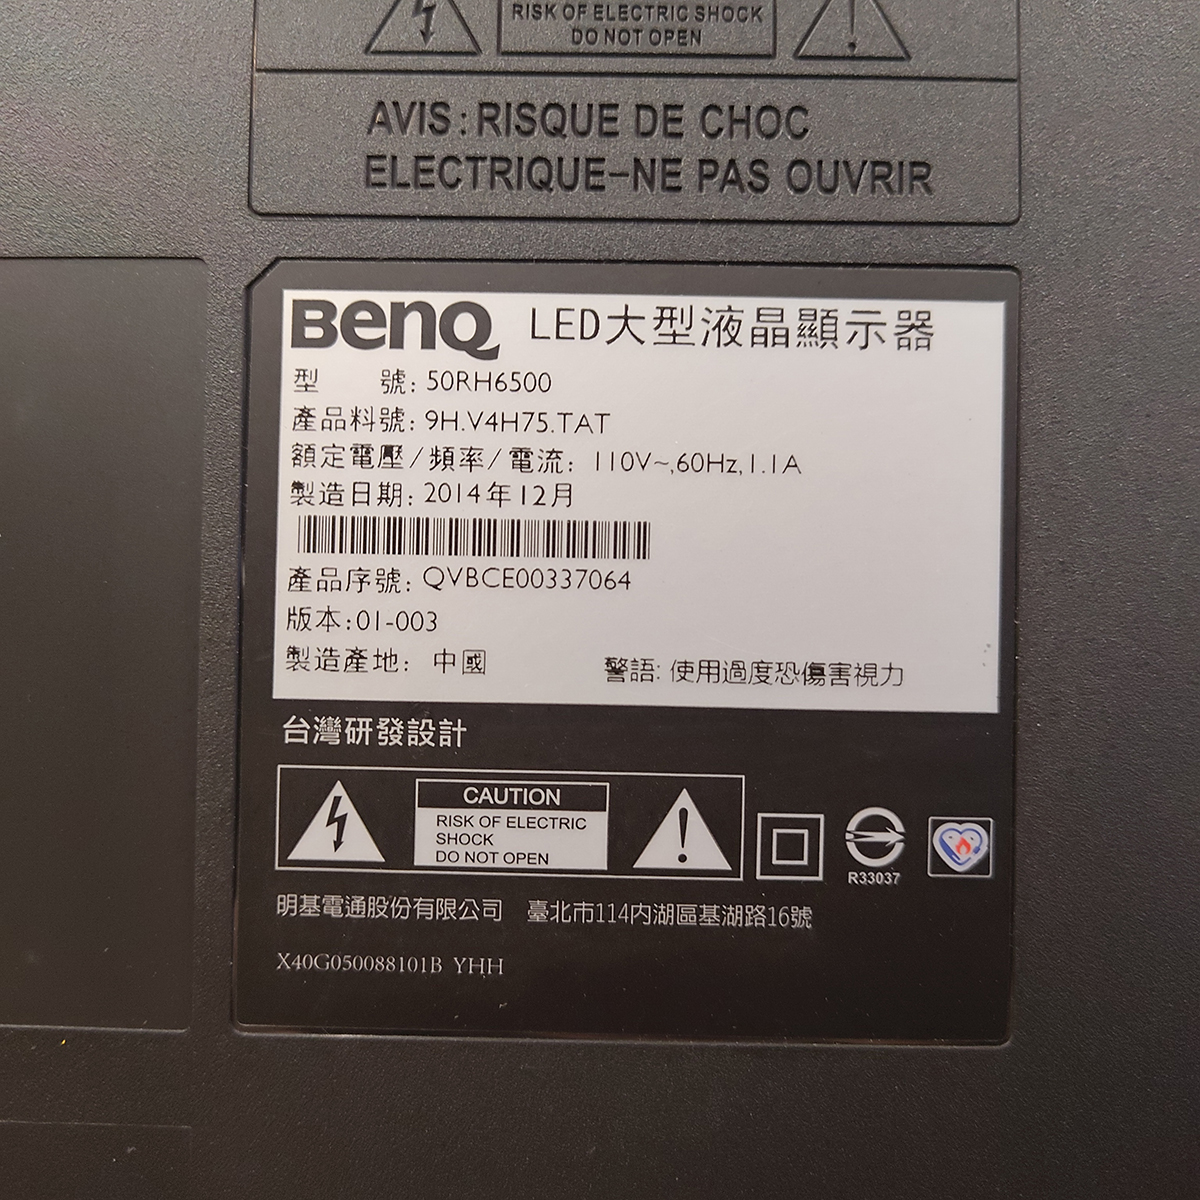 RISK OF ELECTRIC SHOCK
DO NOT OPEN
AVIS: RISQUE DE CHOC
ELECTRIQUE-NE PAS OUVRIR
BenQ LED大型液晶顯示器
型 號: 50RH6500
產品料號: 9H.V4H75.TAT
額定電壓/頻率/電流: 110V~,60Hz,1.1A
製造日期: 2014年12月
產品序號: QVBCE00337064
版本:01-003
製造產地: 中國 警語: 使用過度恐傷害視力
台灣研發設計
CAUTION
RISK OF ELECTRIC
SHOCK
DO NOT OPEN
R33037
明基電通股份有限公司 臺北市114內湖區基湖路16號
X40G050088101B YHH